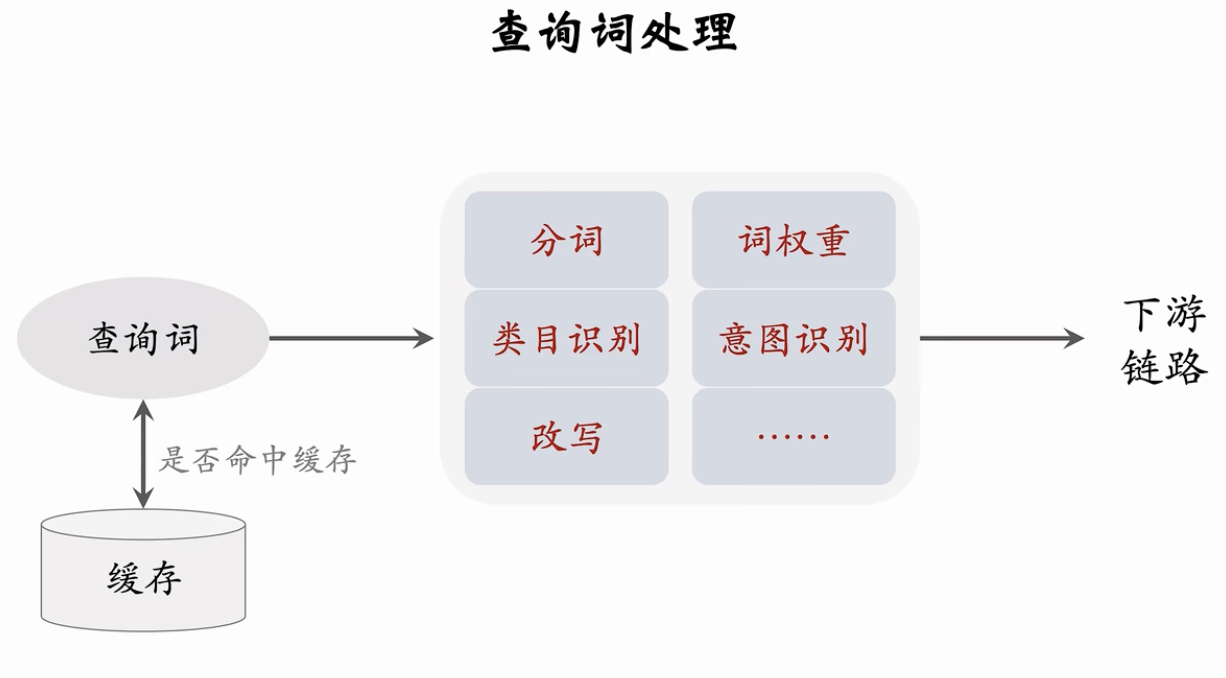 查询词处理
分词
词权重
查询词
类目识别
意图识别
下游
链路
改写
······
是否命中缓存
缓存